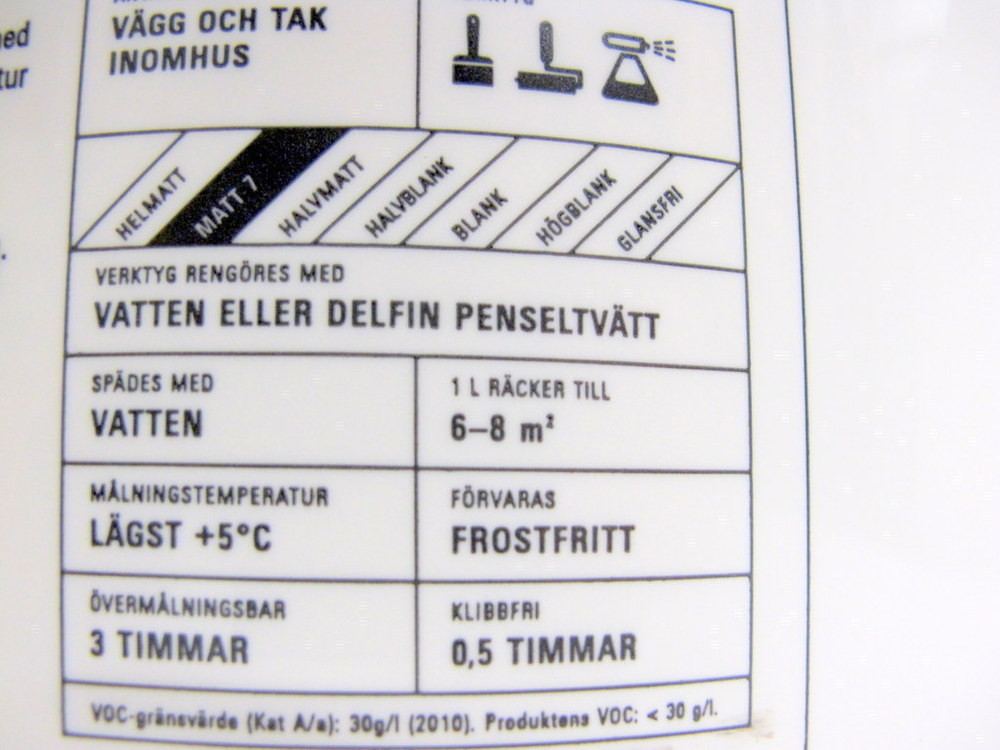 VÄGG OCH TAK
INOMHUS
HELMATT
MATT 7
HALVMATT
HALVBLANK
BLANK
HÖGBLANK
GLANSFRI
VERKTYG RENGÖRES MED
VATTEN ELLER DELFIN PENSELTVÄTT
SPÄDES MED
VATTEN
1 L RÄCKER TILL
6–8 m²
MÅLNINGSTEMPERATUR
LÄGST +5°C
FÖRVARAS
FROSTFRITT
ÖVERMÅLNINGSBAR
3 TIMMAR
KLIBBFRI
0,5 TIMMAR
VOC-gränsvärde (Kat A/a): 30g/l (2010). Produktens VOC: < 30 g/l.